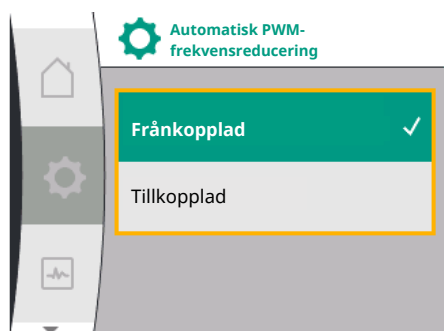 Automatisk PWM-
frekvensreducering
Frånkopplad
Tillkopplad